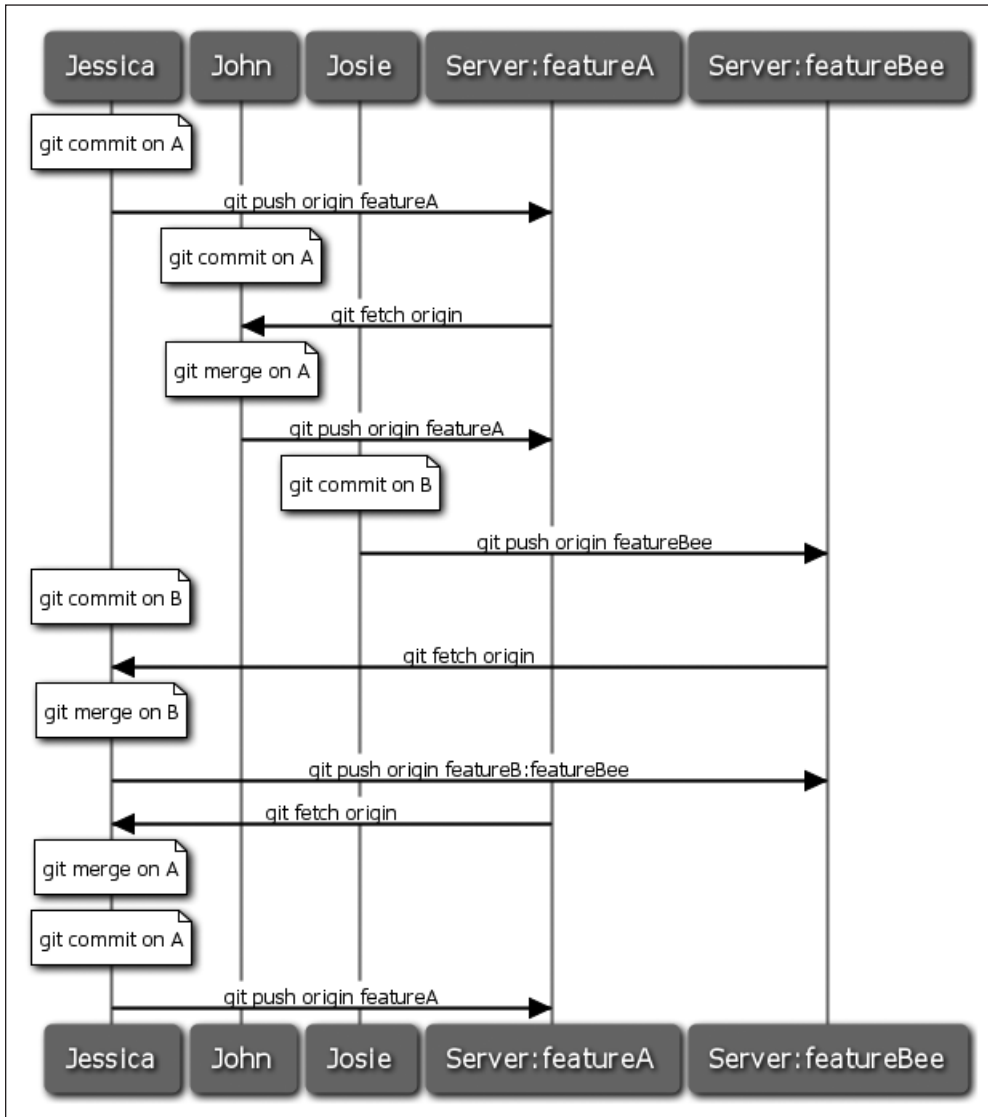 Jessica John Josie Server:featureA Server:featureBee
git commit on A
git push origin featureA
git commit on A
git fetch origin
git merge on A
git push origin featureA
git commit on B
git push origin featureBee
git commit on B
git fetch origin
git merge on B
git push origin featureB:featureBee
git fetch origin
git merge on A
git commit on A
git push origin featureA
Jessica John Josie Server:featureA Server:featureBee